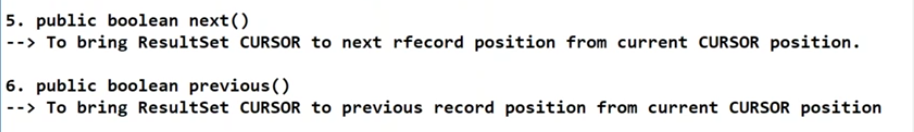 5. public boolean next()
--> To bring ResultSet CURSOR to next rfecord position from current CURSOR position.
6. public boolean previous()
--> To bring ResultSet CURSOR to previous record position from current CURSOR position